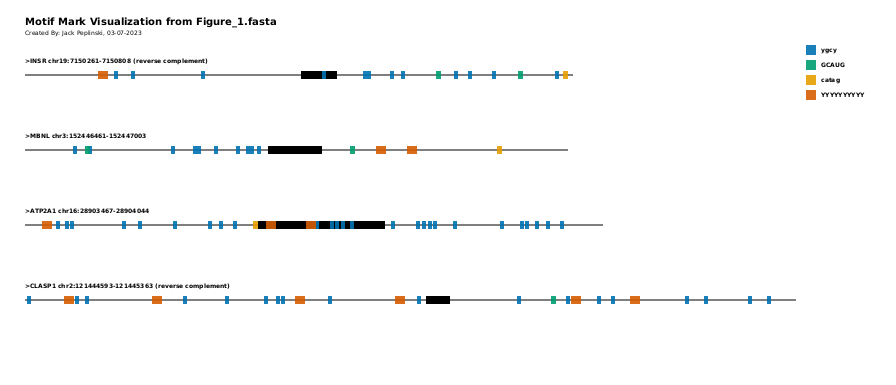 Motif Mark Visualization from Figure_1.fasta
Created By: Jack Peplinski, 03-07-2023
ygcy
GCAUG
catag
YYYYYYYYYY
>INSR chr19:7150261-7150808 (reverse complement)
>MBNL chr3:152446461-152447003
>ATP2A1 chr16:28903467-28904044
>CLASP1 chr2:121444593-121445363 (reverse complement)